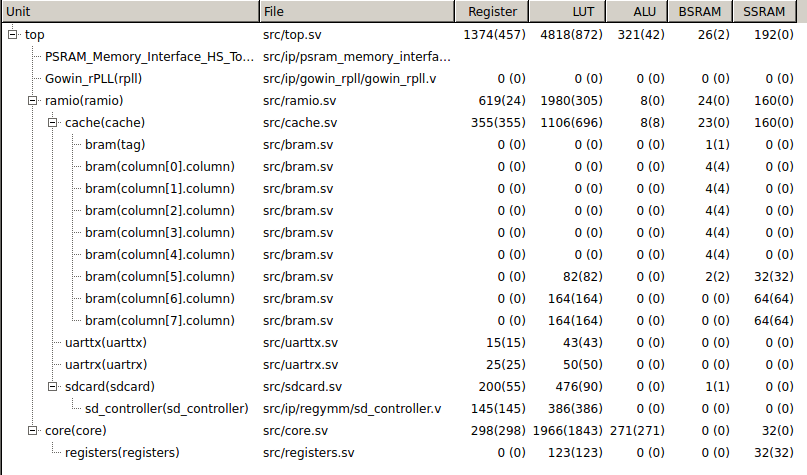 Unit File Register LUT ALU BSRAM SSRAM
top src/top.sv 1374(457) 4818(872) 321(42) 26(2) 192(0)
PSRAM_Memory_Interface_HS_To... src/ip/psram_memory_interfa...
Gowin_rPLL(rpll) src/ip/gowin_rpll/gowin_rpll.v 0 (0) 0 (0) 0 (0) 0 (0) 0 (0)
ramio(ramio) src/ramio.sv 619(24) 1980(305) 8(0) 24(0) 160(0)
cache(cache) src/cache.sv 355(355) 1106(696) 8(8) 23(0) 160(0)
bram(tag) src/bram.sv 0 (0) 0 (0) 0 (0) 1(1) 0 (0)
bram(column[0].column) src/bram.sv 0 (0) 0 (0) 0 (0) 4(4) 0 (0)
bram(column[1].column) src/bram.sv 0 (0) 0 (0) 0 (0) 4(4) 0 (0)
bram(column[2].column) src/bram.sv 0 (0) 0 (0) 0 (0) 4(4) 0 (0)
bram(column[3].column) src/bram.sv 0 (0) 0 (0) 0 (0) 4(4) 0 (0)
bram(column[4].column) src/bram.sv 0 (0) 0 (0) 0 (0) 4(4) 0 (0)
bram(column[5].column) src/bram.sv 0 (0) 82(82) 0 (0) 2(2) 32(32)
bram(column[6].column) src/bram.sv 0 (0) 164(164) 0 (0) 0 (0) 64(64)
bram(column[7].column) src/bram.sv 0 (0) 164(164) 0 (0) 0 (0) 64(64)
uarttx(uarttx) src/uarttx.sv 15(15) 43(43) 0 (0) 0 (0) 0 (0)
uartrx(uartrx) src/uartrx.sv 25(25) 50(50) 0 (0) 0 (0) 0 (0)
sdcard(sdcard) src/sdcard.sv 200(55) 476(90) 0 (0) 1(1) 0 (0)
sd_controller(sd_controller) src/ip/regymm/sd_controller.v 145(145) 386(386) 0 (0) 0 (0) 0 (0)
core(core) src/core.sv 298(298) 1966(1843) 271(271) 0 (0) 32(0)
registers(registers) src/registers.sv 0 (0) 123(123) 0 (0) 0 (0) 32(32)